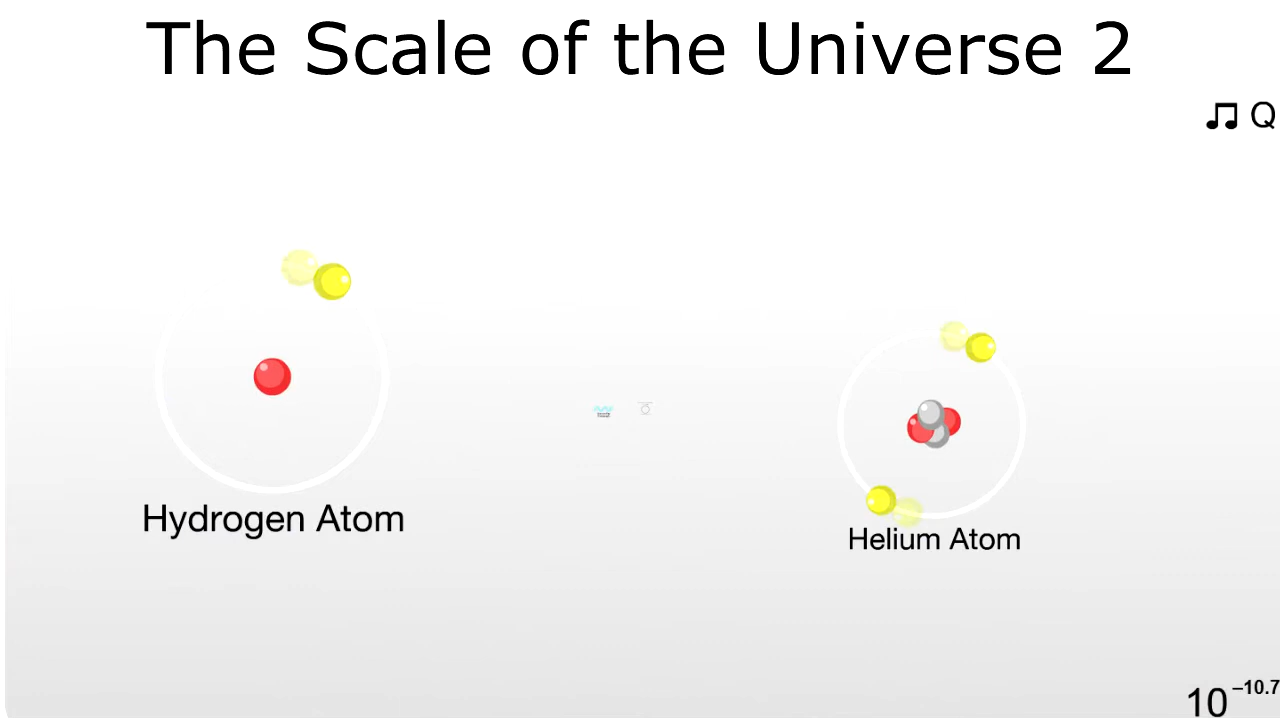 The Scale of the Universe 2
♫ Q
Hydrogen Atom
Helium Atom
10^–10.7